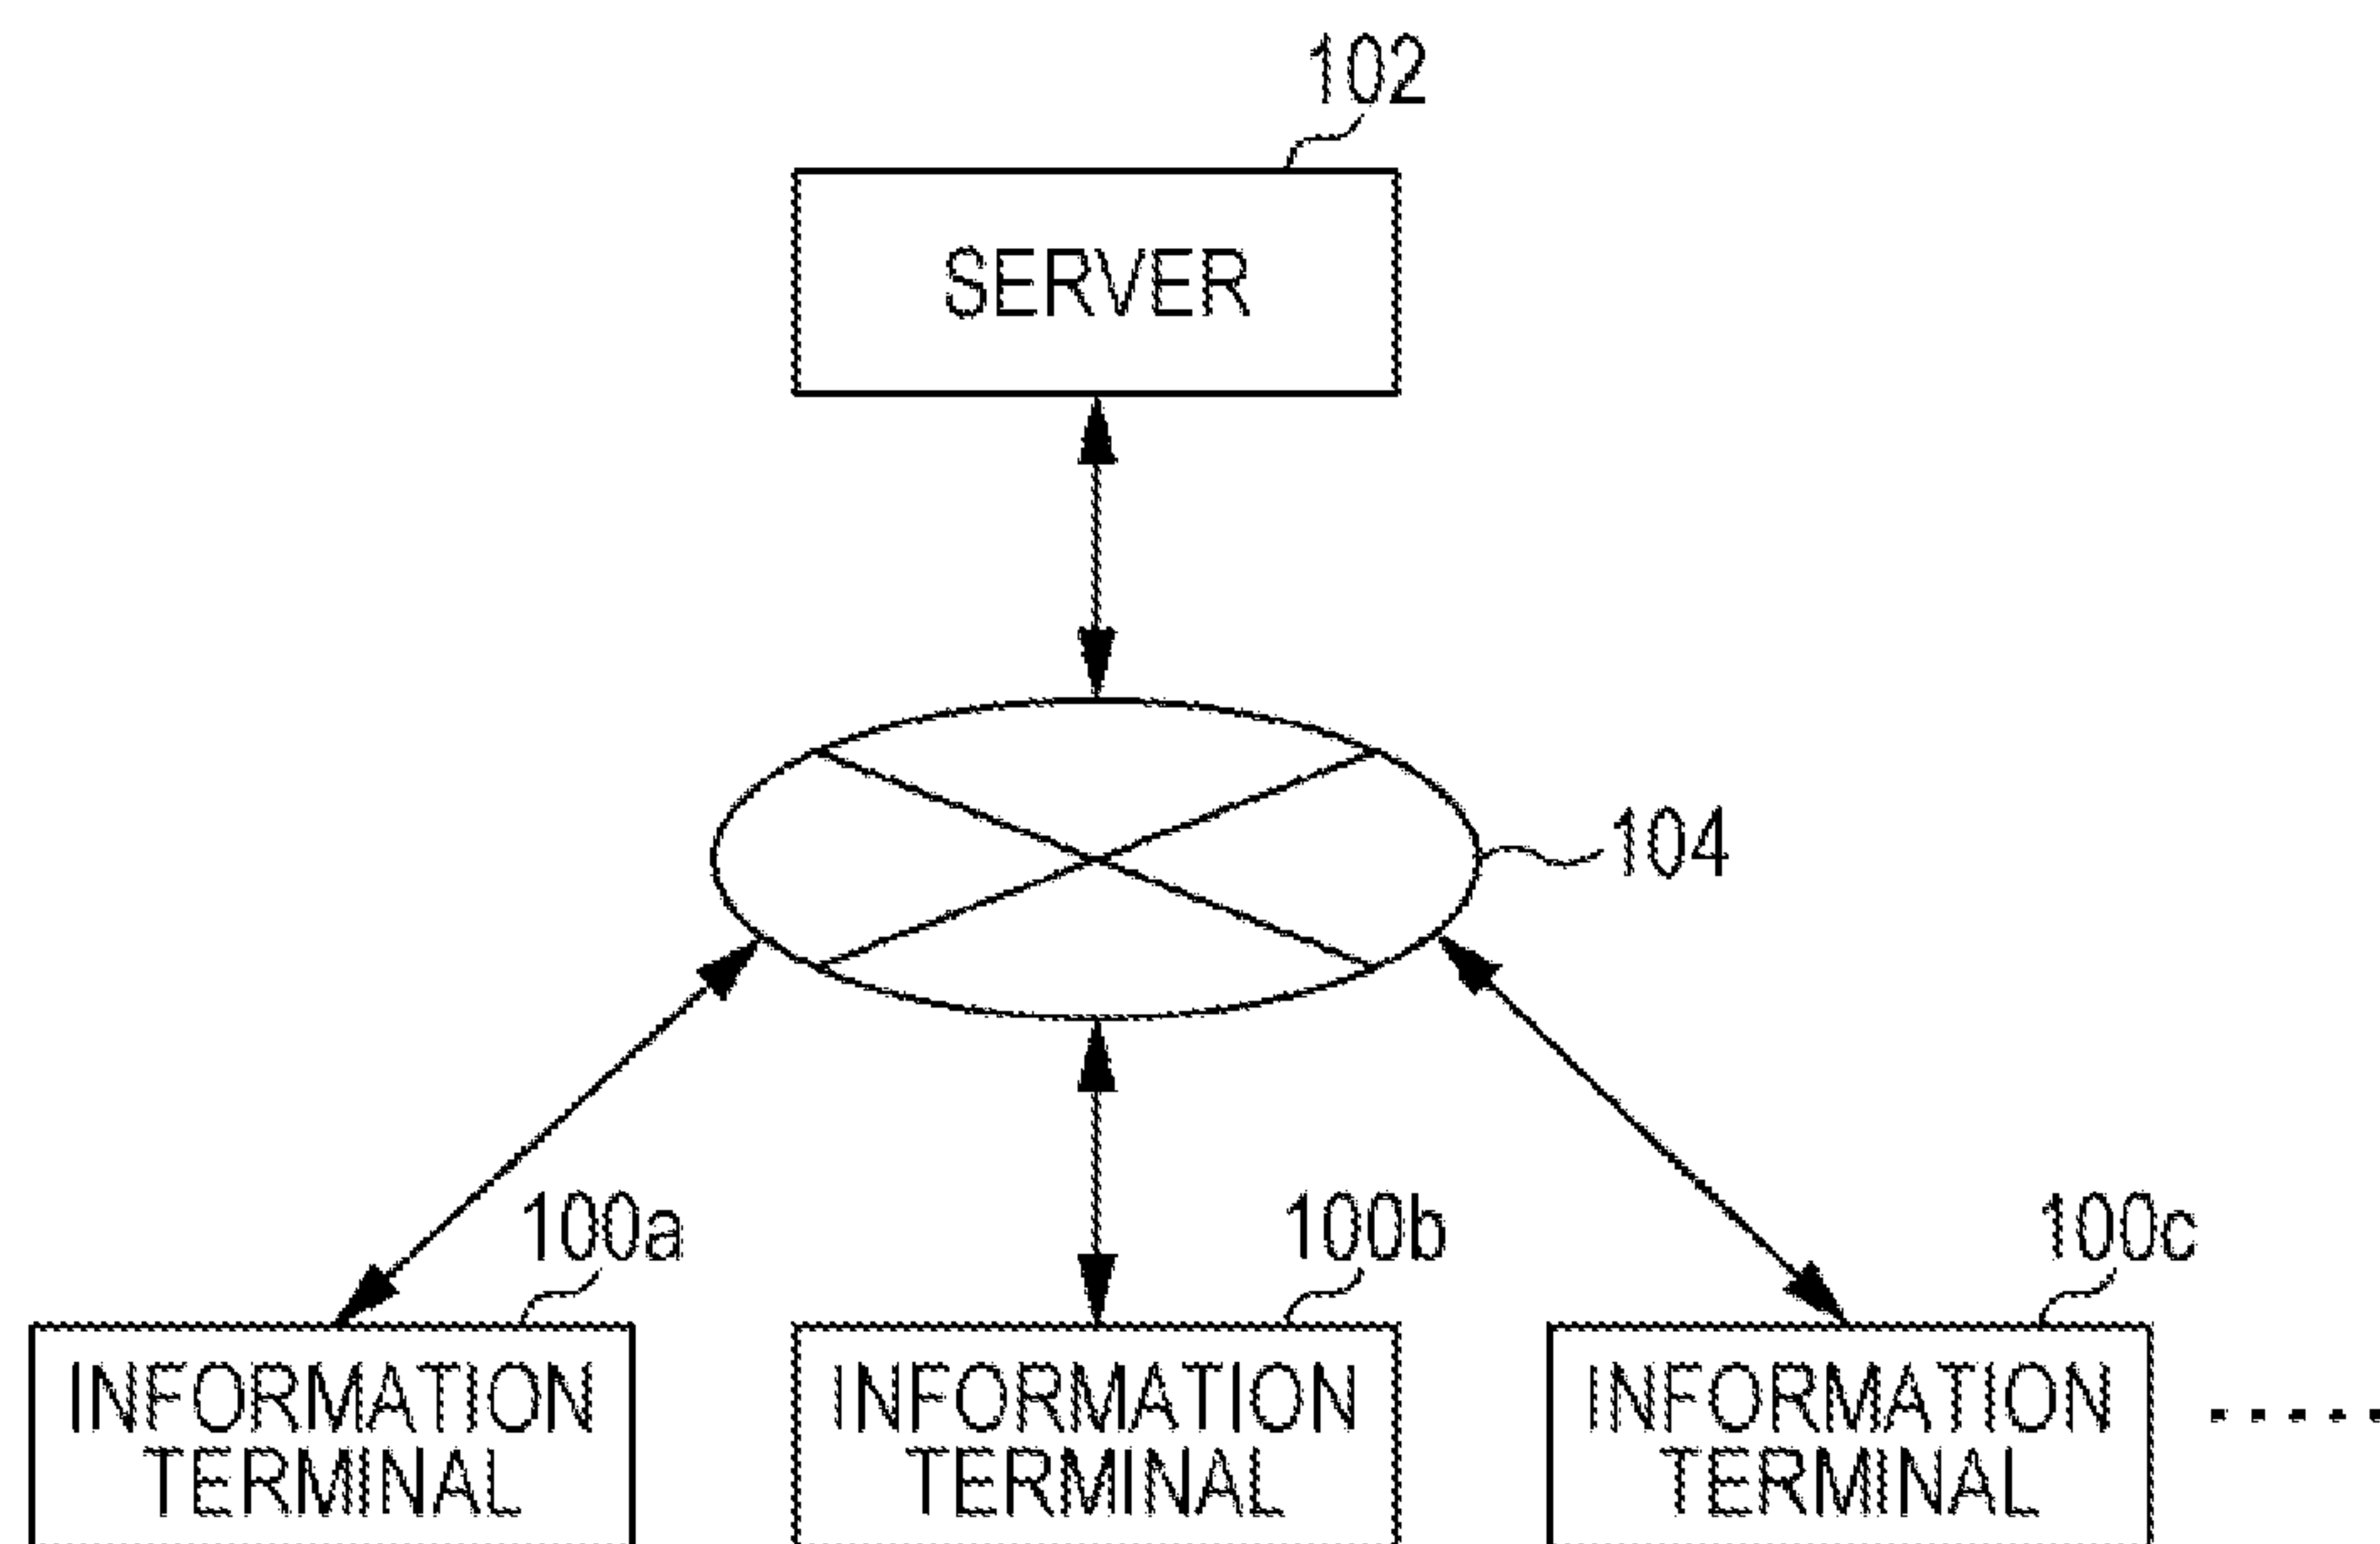 102
SERVER
104
100a
100b
100c
INFORMATION
TERMINAL
INFORMATION
TERMINAL
INFORMATION
TERMINAL
.....